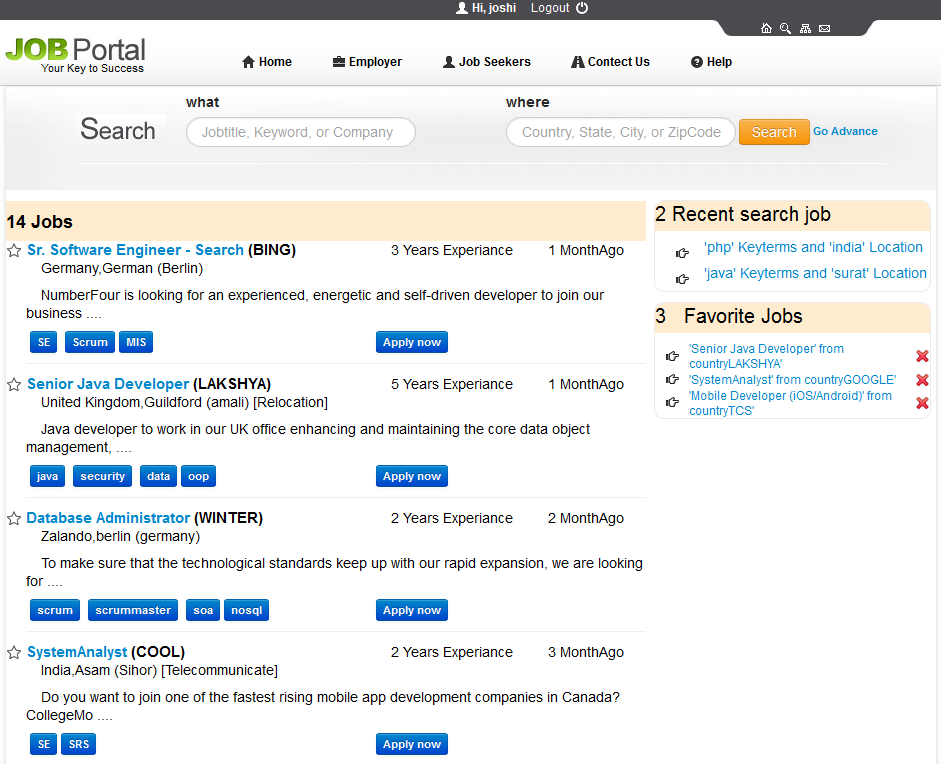 Hi, joshi Logout
JOB Portal
Your Key to Success
Home Employer Job Seekers Contact Us Help
what where
Search Jobtitle, Keyword, or Company Country, State, City, or ZipCode Search Go Advance
14 Jobs
Sr. Software Engineer - Search (BING) 3 Years Experiance 1 MonthAgo
Germany,German (Berlin)
NumberFour is looking for an experienced, energetic and self-driven developer to join our
business ....
SE Scrum MIS Apply now
Senior Java Developer (LAKSHYA) 5 Years Experiance 1 MonthAgo
United Kingdom,Guildford (amali) [Relocation]
Java developer to work in our UK office enhancing and maintaining the core data object
management, ....
java security data oop Apply now
Database Administrator (WINTER) 2 Years Experiance 2 MonthAgo
Zalando,berlin (germany)
To make sure that the technological standards keep up with our rapid expansion, we are looking
for ....
scrum scrummaster soa nosql Apply now
SystemAnalyst (COOL) 2 Years Experiance 3 MonthAgo
India,Asam (Sihor) [Telecommunicate]
Do you want to join one of the fastest rising mobile app development companies in Canada?
CollegeMo ....
SE SRS Apply now
2 Recent search job
'php' Keyterms and 'india' Location
'java' Keyterms and 'surat' Location
3 Favorite Jobs
'Senior Java Developer' from
countryLAKSHYA'
'SystemAnalyst' from countryGOOGLE'
'Mobile Developer (iOS/Android)' from
countryTCS'